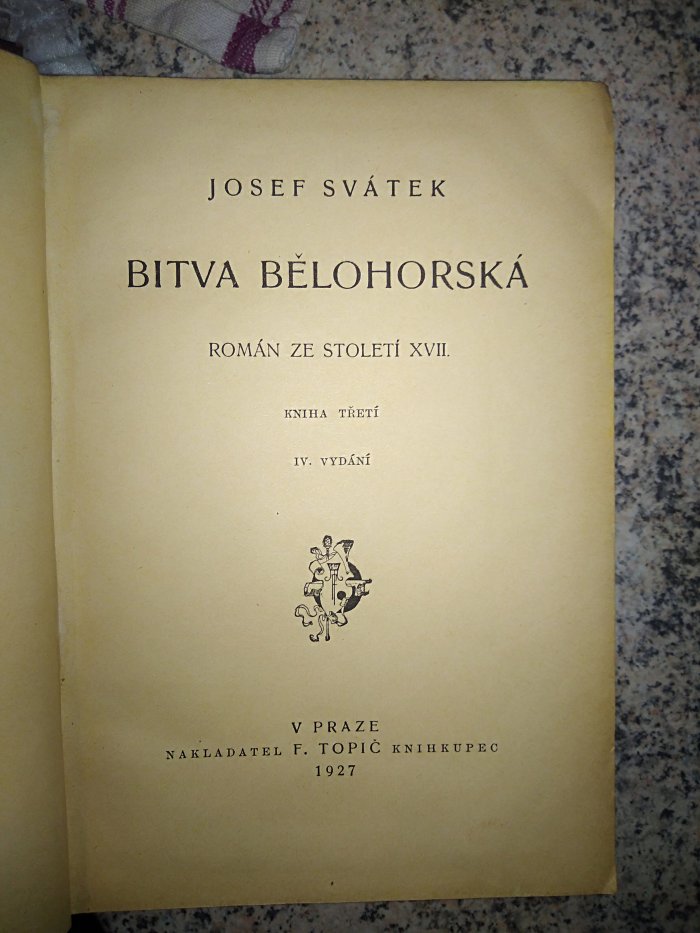 JOSEF SVÁTEK
BITVA BĚLOHORSKÁ
ROMÁN ZE STOLETÍ XVII.
KNIHA TŘETÍ
IV. VYDÁNÍ
V PRAZE
NAKLADATEL F. TOPIČ KNIHKUPEC
1927